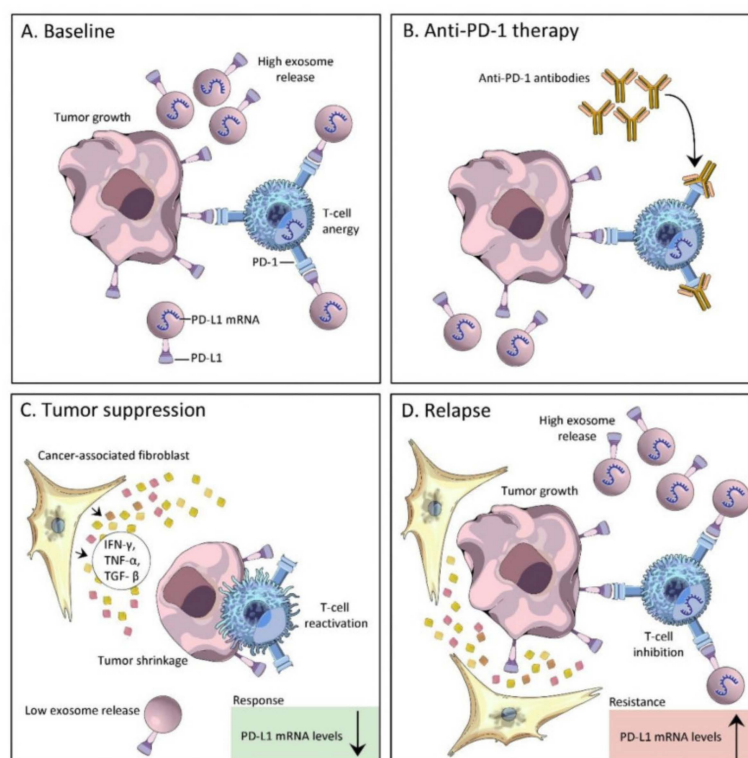 A. Baseline
High exosome
release
Tumor growth
T-cell
anergy
PD-1
PD-L1 mRNA
PD-L1
B. Anti-PD-1 therapy
Anti-PD-1 antibodies
C. Tumor suppression
Cancer-associated fibroblast
IFN-γ,
TNF-α,
TGF- β
T-cell
reactivation
Tumor shrinkage
Low exosome release
Response
PD-L1 mRNA levels
D. Relapse
High exosome
release
Tumor growth
T-cell
inhibition
Resistance
PD-L1 mRNA levels